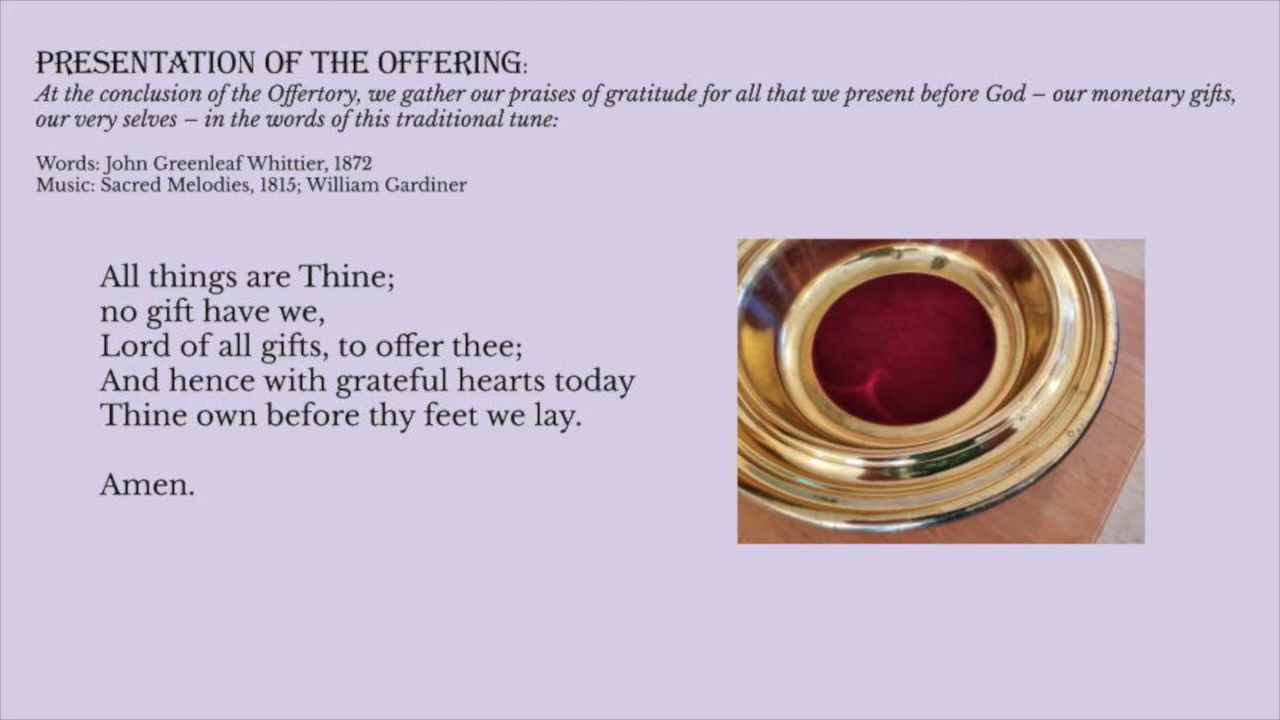 PRESENTATION OF THE OFFERING:
At the conclusion of the Offertory, we gather our praises of gratitude for all that we present before God – our monetary gifts,
our very selves – in the words of this traditional tune:
Words: John Greenleaf Whittier, 1872
Music: Sacred Melodies, 1815; William Gardiner
All things are Thine;
no gift have we,
Lord of all gifts, to offer thee;
And hence with grateful hearts today
Thine own before thy feet we lay.
Amen.